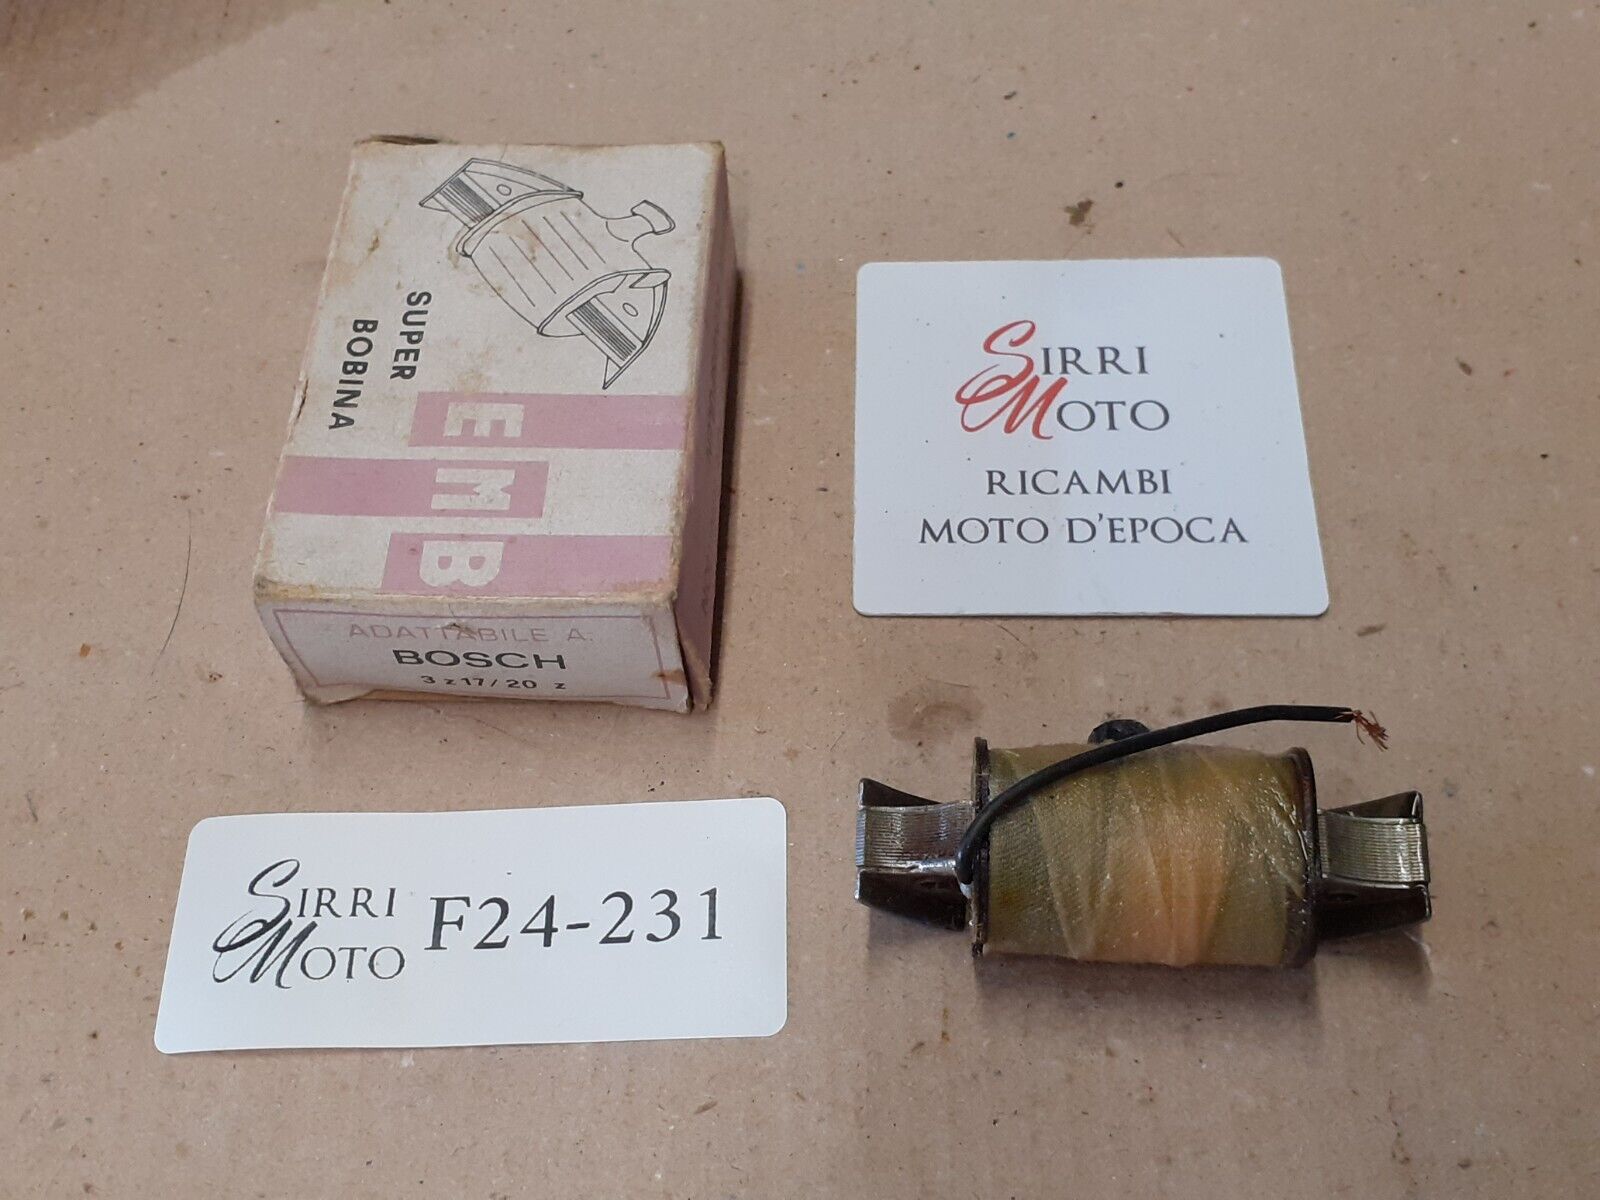 SUPER
BOBINA
EMB
ADATTABILE A:
BOSCH
3 z 17/20 z
SIRRI
MOTO
RICAMBI
MOTO D'EPOCA
SIRRI
MOTO
F24-231